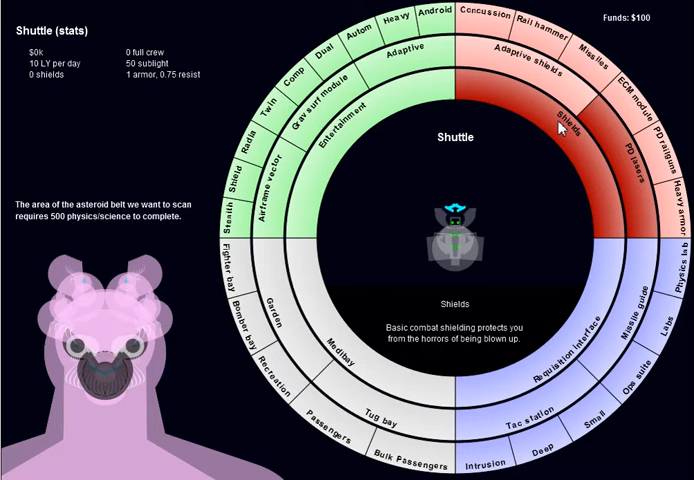 Shuttle (stats)
$0k
0 full crew
10 LY per day
50 sublight
0 shields
1 armor, 0.75 resist
Funds: $100
The area of the asteroid belt we want to scan
requires 500 physics/science to complete.
Shuttle
Shields
Basic combat shielding protects you
from the horrors of being blown up.
Stealth
Shield
Radia
Twin
Comp
Dual
Autom
Heavy
Android
Concussion
Rail hammer
Missiles
ECM module
PD railguns
Heavy armor
Physics lab
Labs
Ops suite
Small
DeeP
Intrusion
Bulk Passengers
Passengers
Recreation
Bomber bay
Fighter bay
Airframe vector
Grav surf module
Adaptive
Adaptive shields
PD lasers
Missile guide
Tac station
Tug bay
Garden
Entertainment
Shields
Requisition interface
Medibay